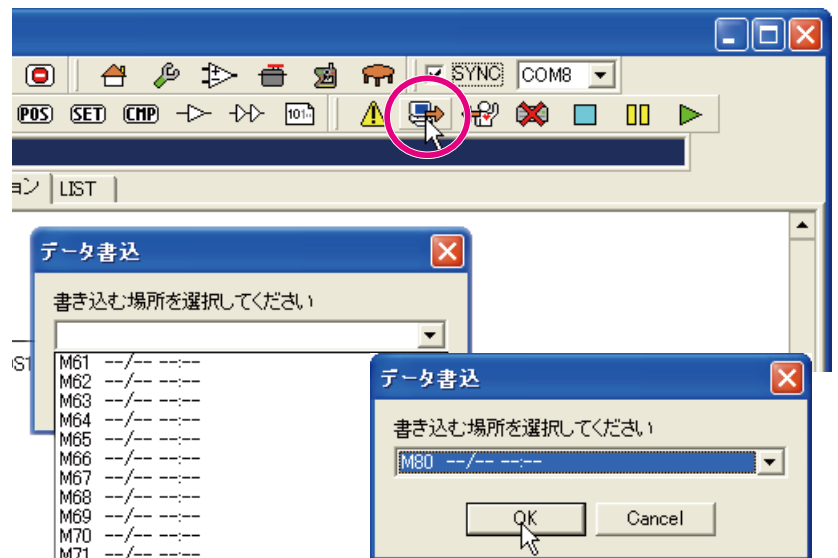 SYNC COM8
POS SET CMP 101..
ョン LIST
データ書込
書き込む場所を選択してください
M61 --/-- --:--
M62 --/-- --:--
M63 --/-- --:--
M64 --/-- --:--
M65 --/-- --:--
M66 --/-- --:--
M67 --/-- --:--
M68 --/-- --:--
M69 --/-- --:--
M70 --/-- --:--
M71 --/-- --:--
S1
データ書込
書き込む場所を選択してください
M80 --/-- --:--
OK Cancel